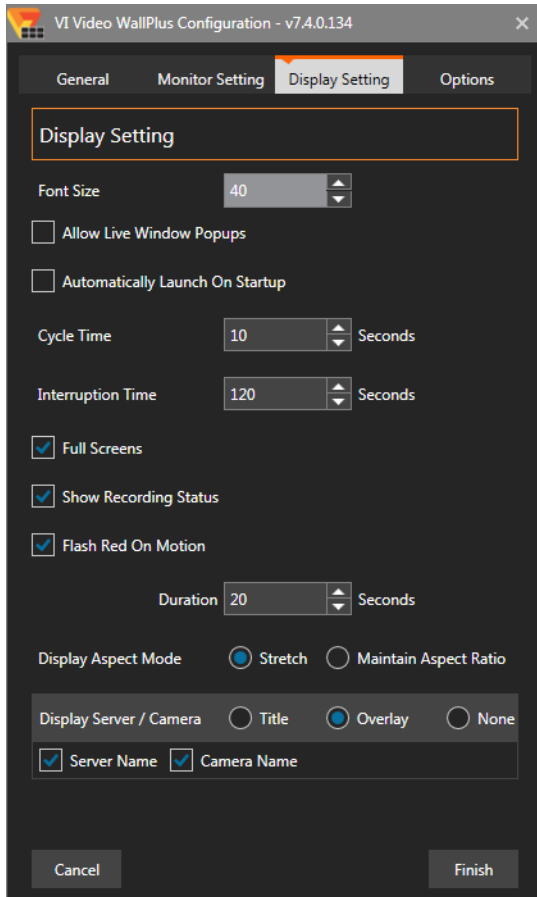 VI Video WallPlus Configuration - v7.4.0.134
General Monitor Setting Display Setting Options
Display Setting
Font Size 40
Allow Live Window Popups
Automatically Launch On Startup
Cycle Time 10 Seconds
Interruption Time 120 Seconds
Full Screens
Show Recording Status
Flash Red On Motion
Duration 20 Seconds
Display Aspect Mode Stretch Maintain Aspect Ratio
Display Server / Camera Title Overlay None
Server Name Camera Name
Cancel Finish